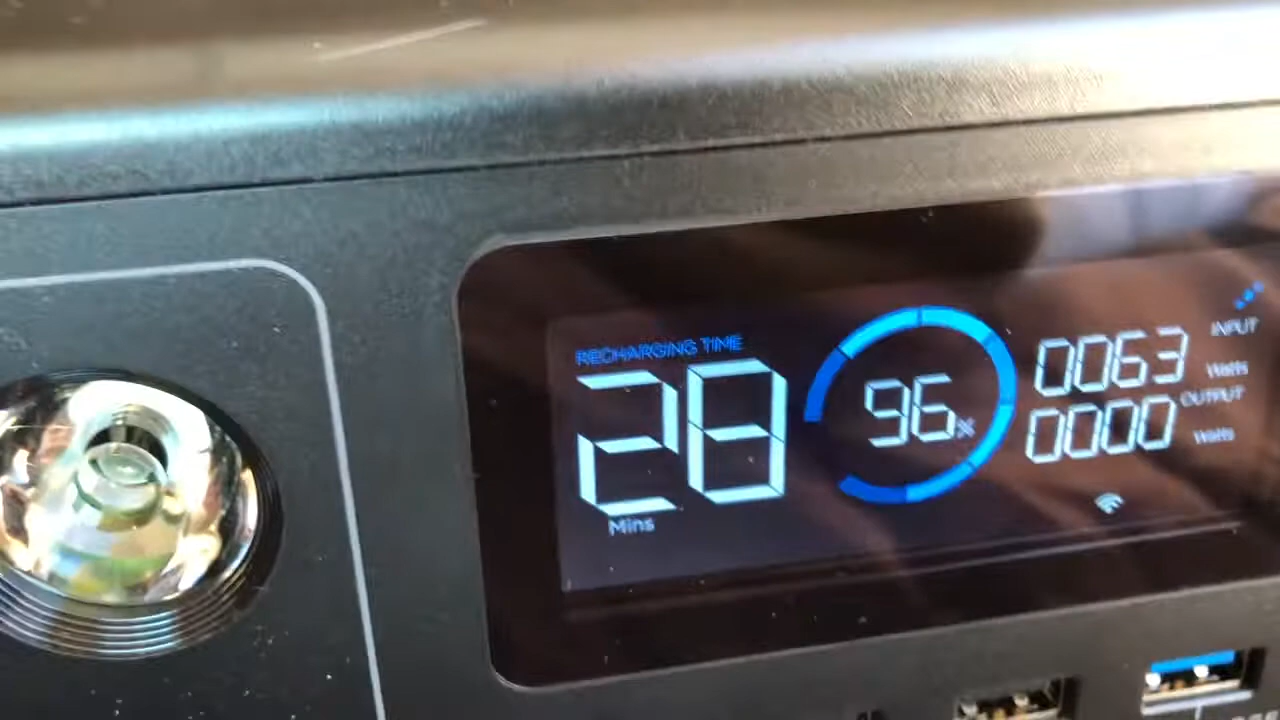 RECHARGING TIME
28
Mins
96%
0063
INPUT
Watts
0000
OUTPUT
Watts